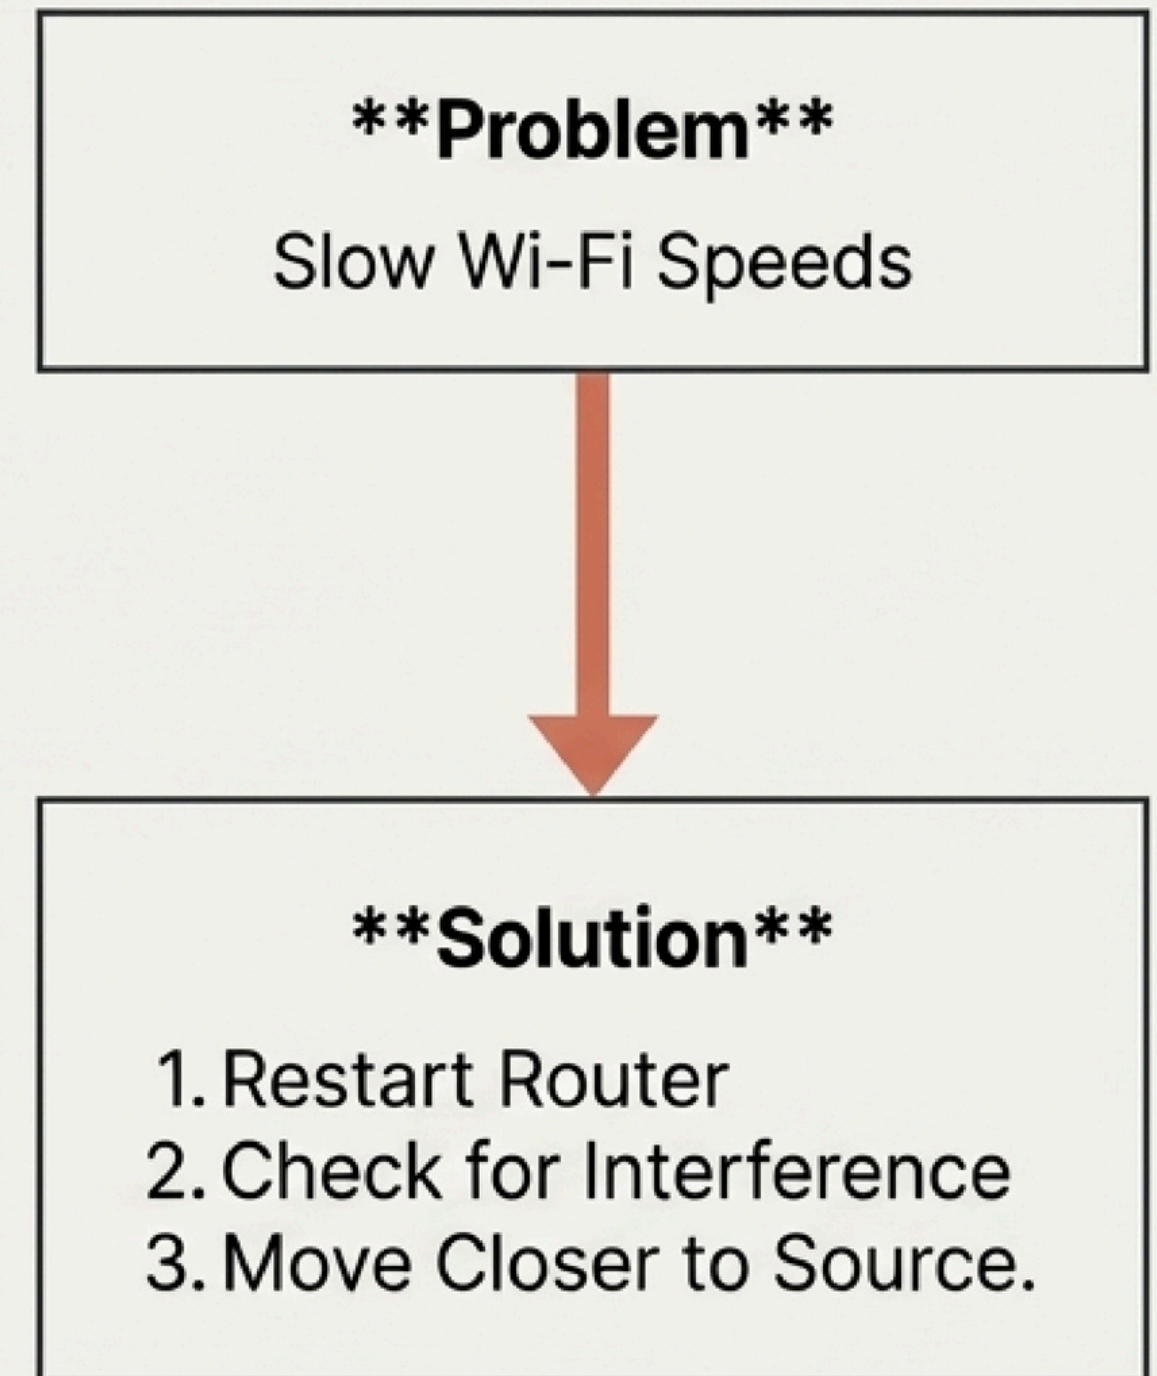 **Problem**
Slow Wi-Fi Speeds
**Solution**
1. Restart Router
2. Check for Interference
3. Move Closer to Source.